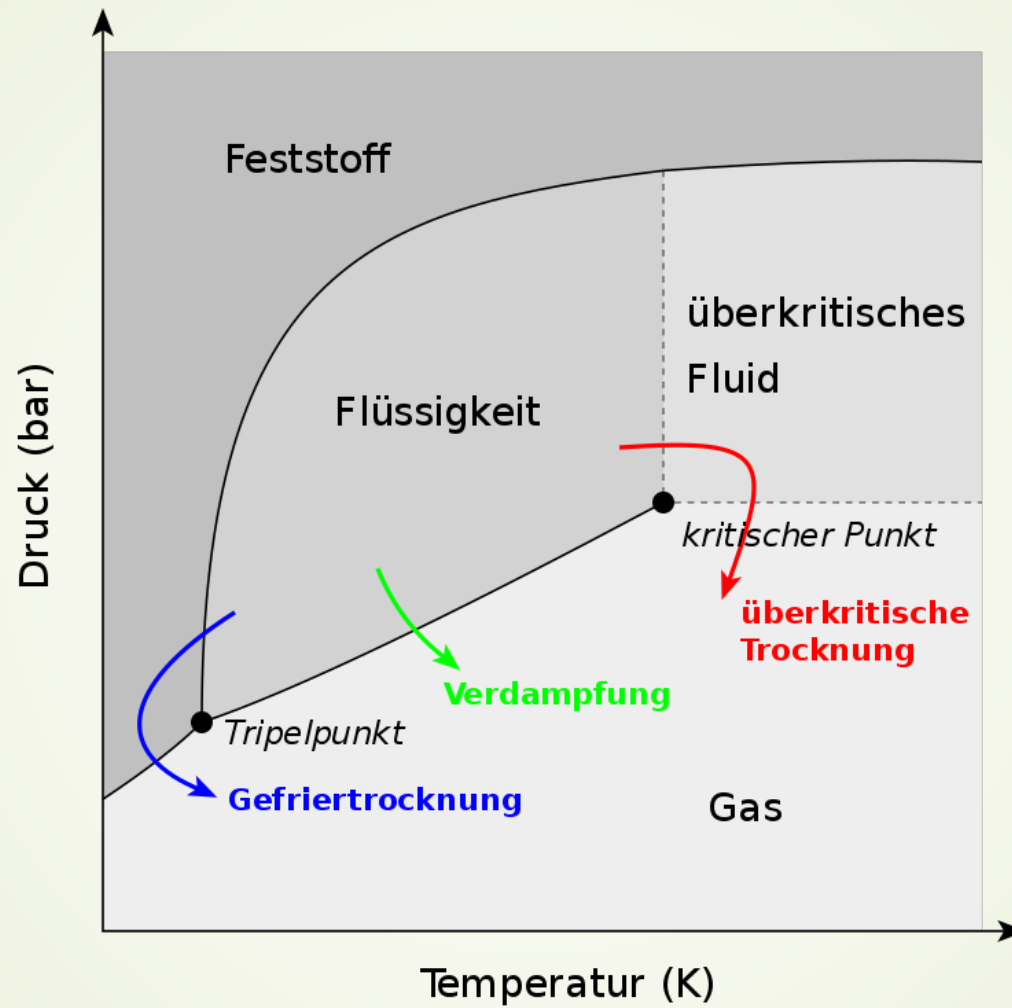 Feststoff
überkritisches
Fluid
Flüssigkeit
Druck (bar)
kritischer Punkt
überkritische
Trocknung
Verdampfung
Tripelpunkt
Gefriertrocknung
Gas
Temperatur (K)